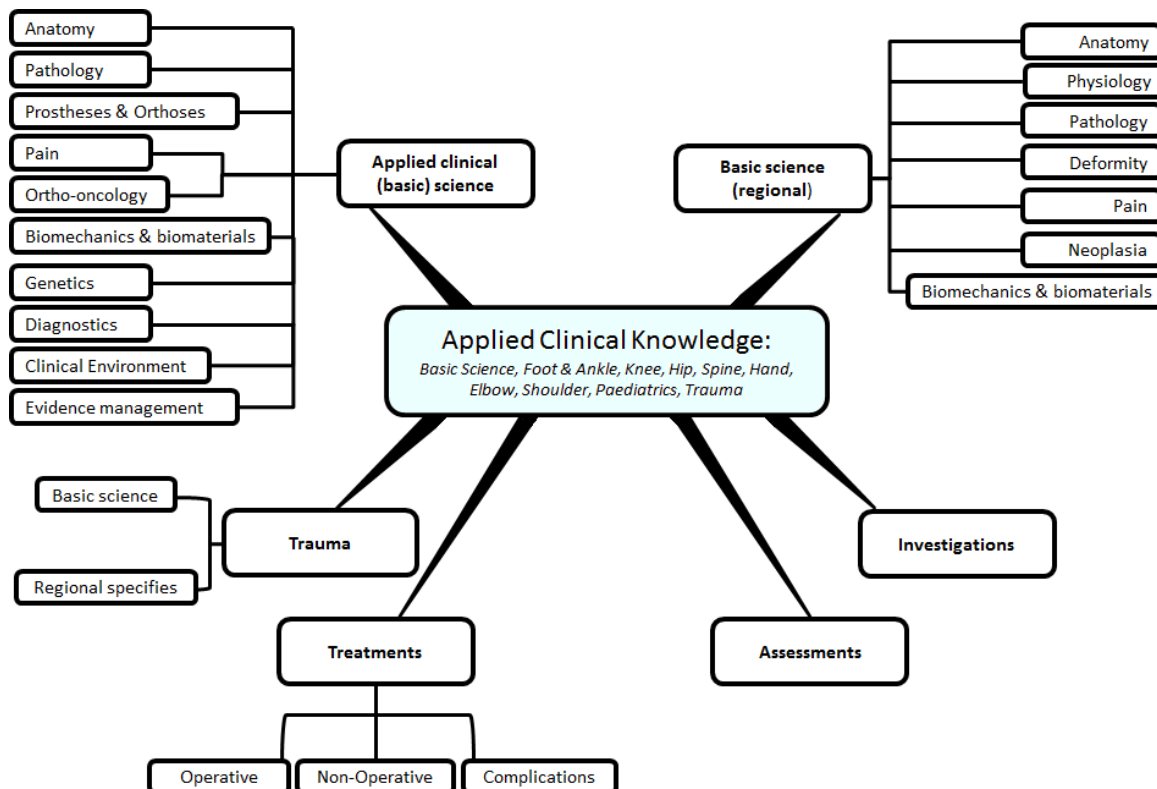 Anatomy
Pathology
Prostheses & Orthoses
Pain
Ortho-oncology
Biomechanics & biomaterials
Genetics
Diagnostics
Clinical Environment
Evidence management
Applied clinical
(basic) science
Basic science
(regional)
Anatomy
Physiology
Pathology
Deformity
Pain
Neoplasia
Biomechanics & biomaterials
Applied Clinical Knowledge:
Basic Science, Foot & Ankle, Knee, Hip, Spine, Hand,
Elbow, Shoulder, Paediatrics, Trauma
Basic science
Regional specifies
Trauma
Investigations
Treatments
Assessments
Operative
Non-Operative
Complications